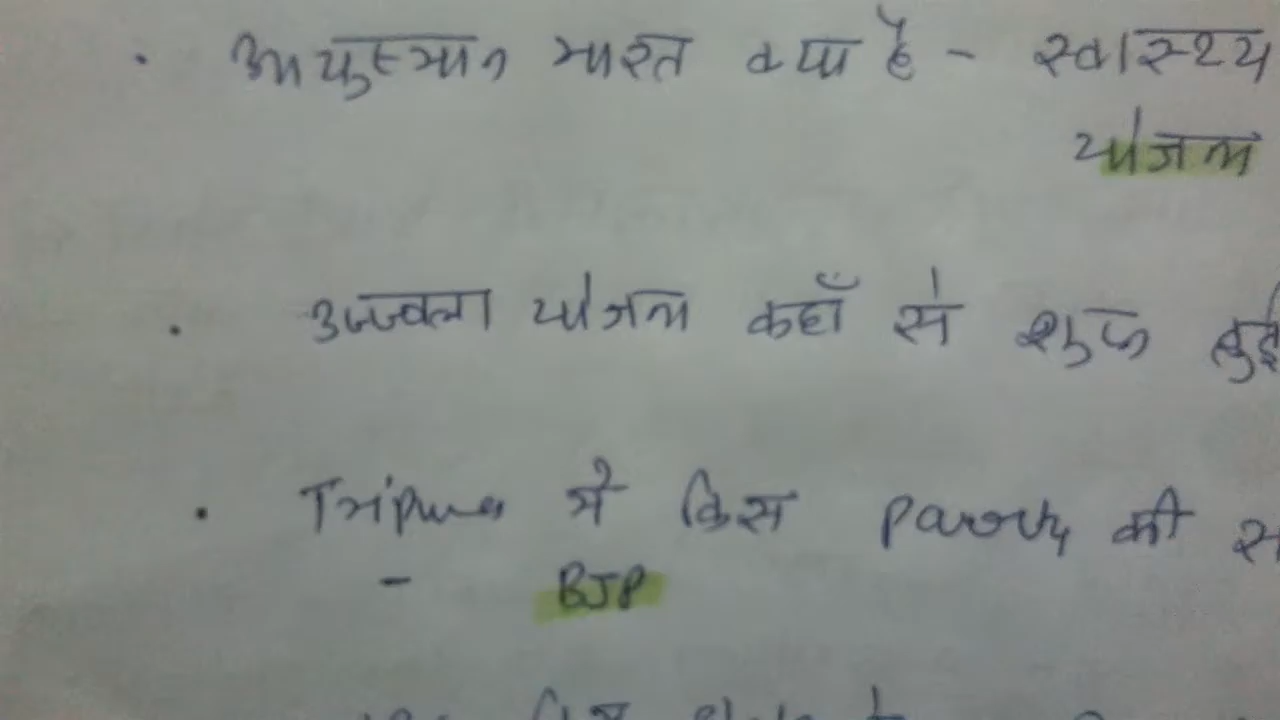 • आयुष्मान भारत क्या है - स्वास्थ्य
योजना
• उज्ज्वला योजना कहाँ से शुरू हुई
• Tripura में किस Party की
- BJP